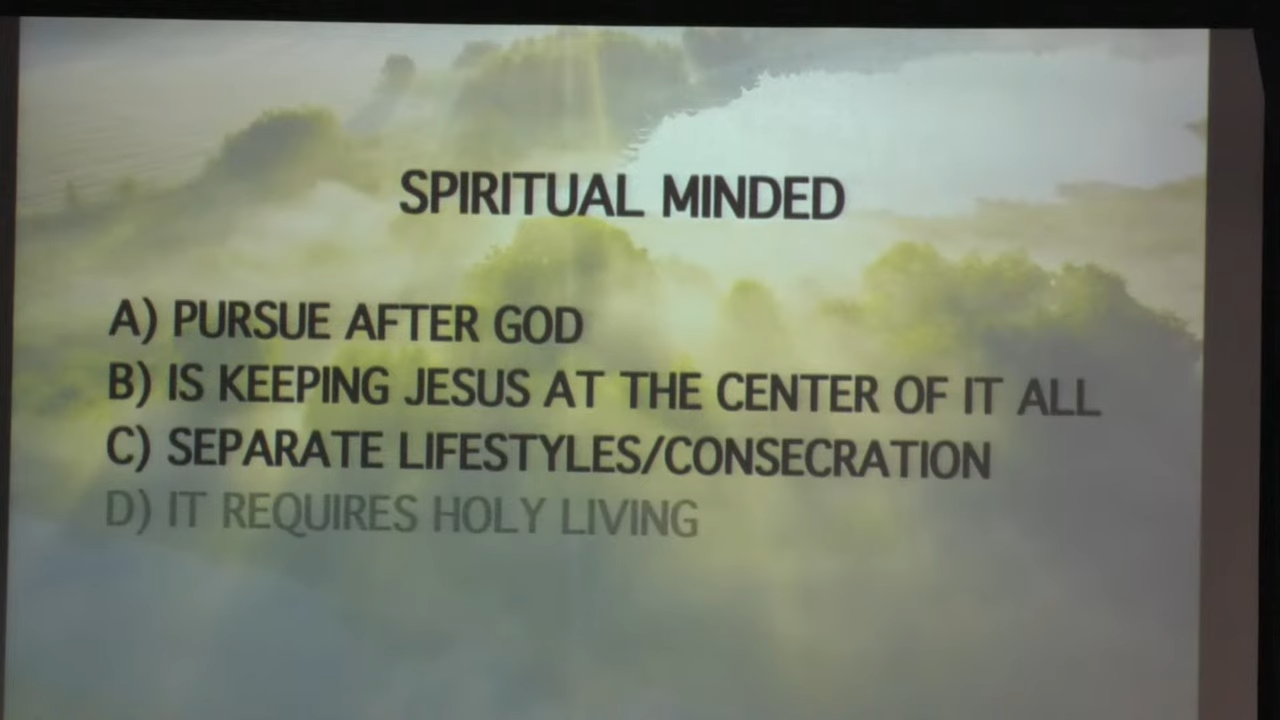 SPIRITUAL MINDED
A) PURSUE AFTER GOD
B) IS KEEPING JESUS AT THE CENTER OF IT ALL
C) SEPARATE LIFESTYLES/CONSECRATION
D) IT REQUIRES HOLY LIVING